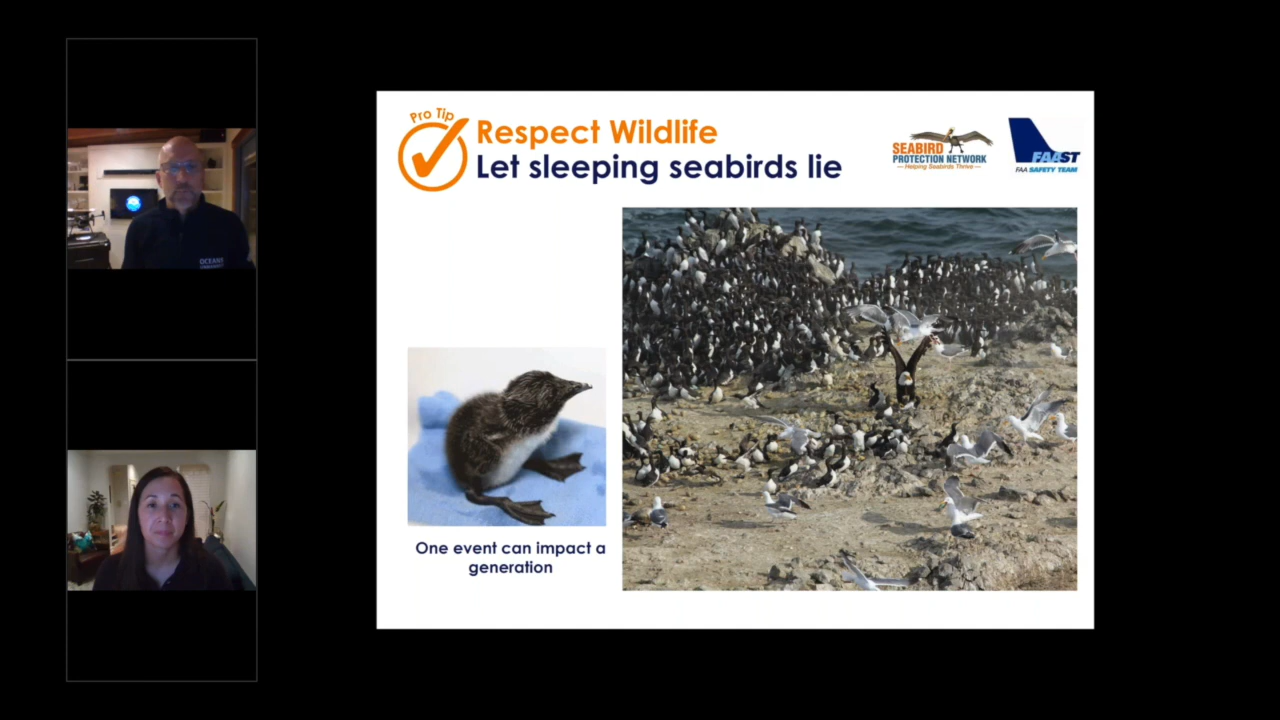 Pro Tip
Respect Wildlife
Let sleeping seabirds lie
SEABIRD
PROTECTION NETWORK
— Helping Seabirds Thrive —
FAAST
FAA SAFETY TEAM
One event can impact a
generation
OCEANS